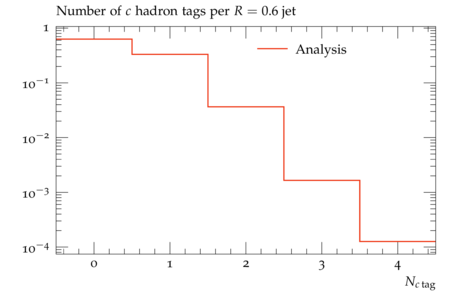 Number of c hadron tags per R = 0.6 jet
Analysis
1
10⁻¹
10⁻²
10⁻³
10⁻⁴
0 1 2 3 4
N_{c tag}